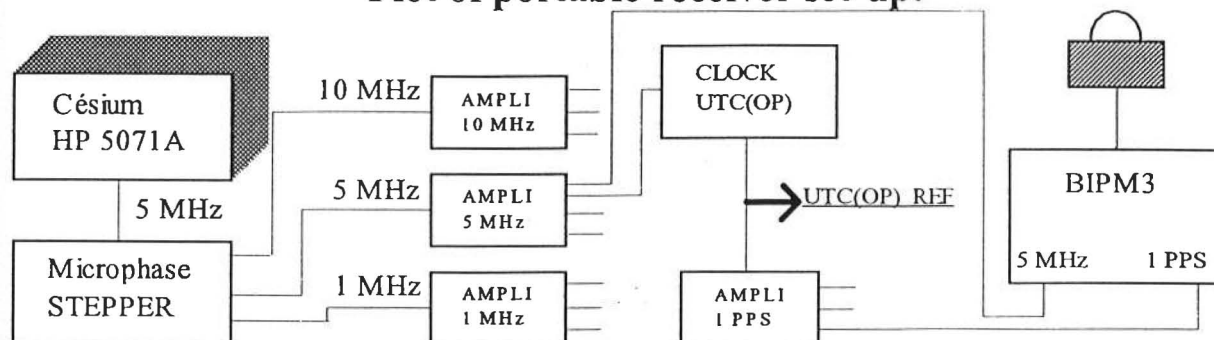 Plot of portable receiver set-up:
Césium
HP 5071A
5 MHz
Microphase
STEPPER
10 MHz
5 MHz
1 MHz
AMPLI
10 MHz
AMPLI
5 MHz
AMPLI
1 MHz
CLOCK
UTC(OP)
UTC(OP) REF
AMPLI
1 PPS
BIPM3
5 MHz 1 PPS